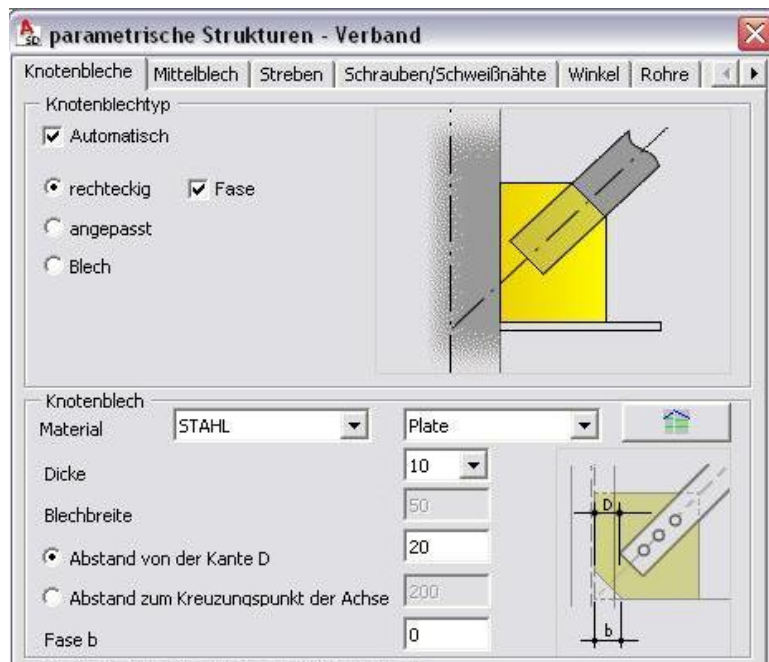 A SD parametrische Strukturen - Verband
Knotenbleche Mittelblech Streben Schrauben/Schweißnähte Winkel Rohre
Knotenblechtyp
Automatisch
rechteckig Fase
angepasst
Blech
Knotenblech
Material STAHL Plate
Dicke 10
Blechbreite 50
Abstand von der Kante D 20
Abstand zum Kreuzungspunkt der Achse 200
Fase b 0
D
b